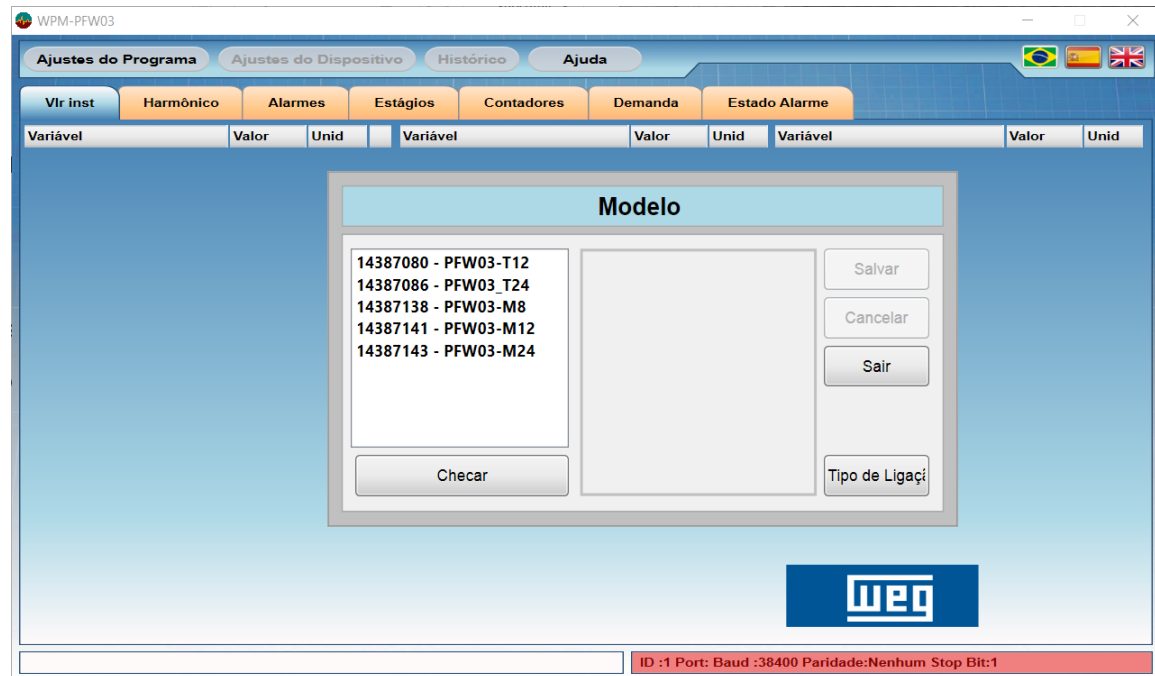 WPM-PFW03
Ajustes do Programa Ajustes do Dispositivo Histórico Ajuda
Vlr inst Harmônico Alarmes Estágios Contadores Demanda Estado Alarme
Variável Valor Unid Variável Valor Unid Variável Valor Unid
Modelo
14387080 - PFW03-T12
14387086 - PFW03_T24
14387138 - PFW03-M8
14387141 - PFW03-M12
14387143 - PFW03-M24
Salvar
Cancelar
Sair
Checar
Tipo de Ligaçã
weg
ID :1 Port: Baud :38400 Paridade:Nenhum Stop Bit:1